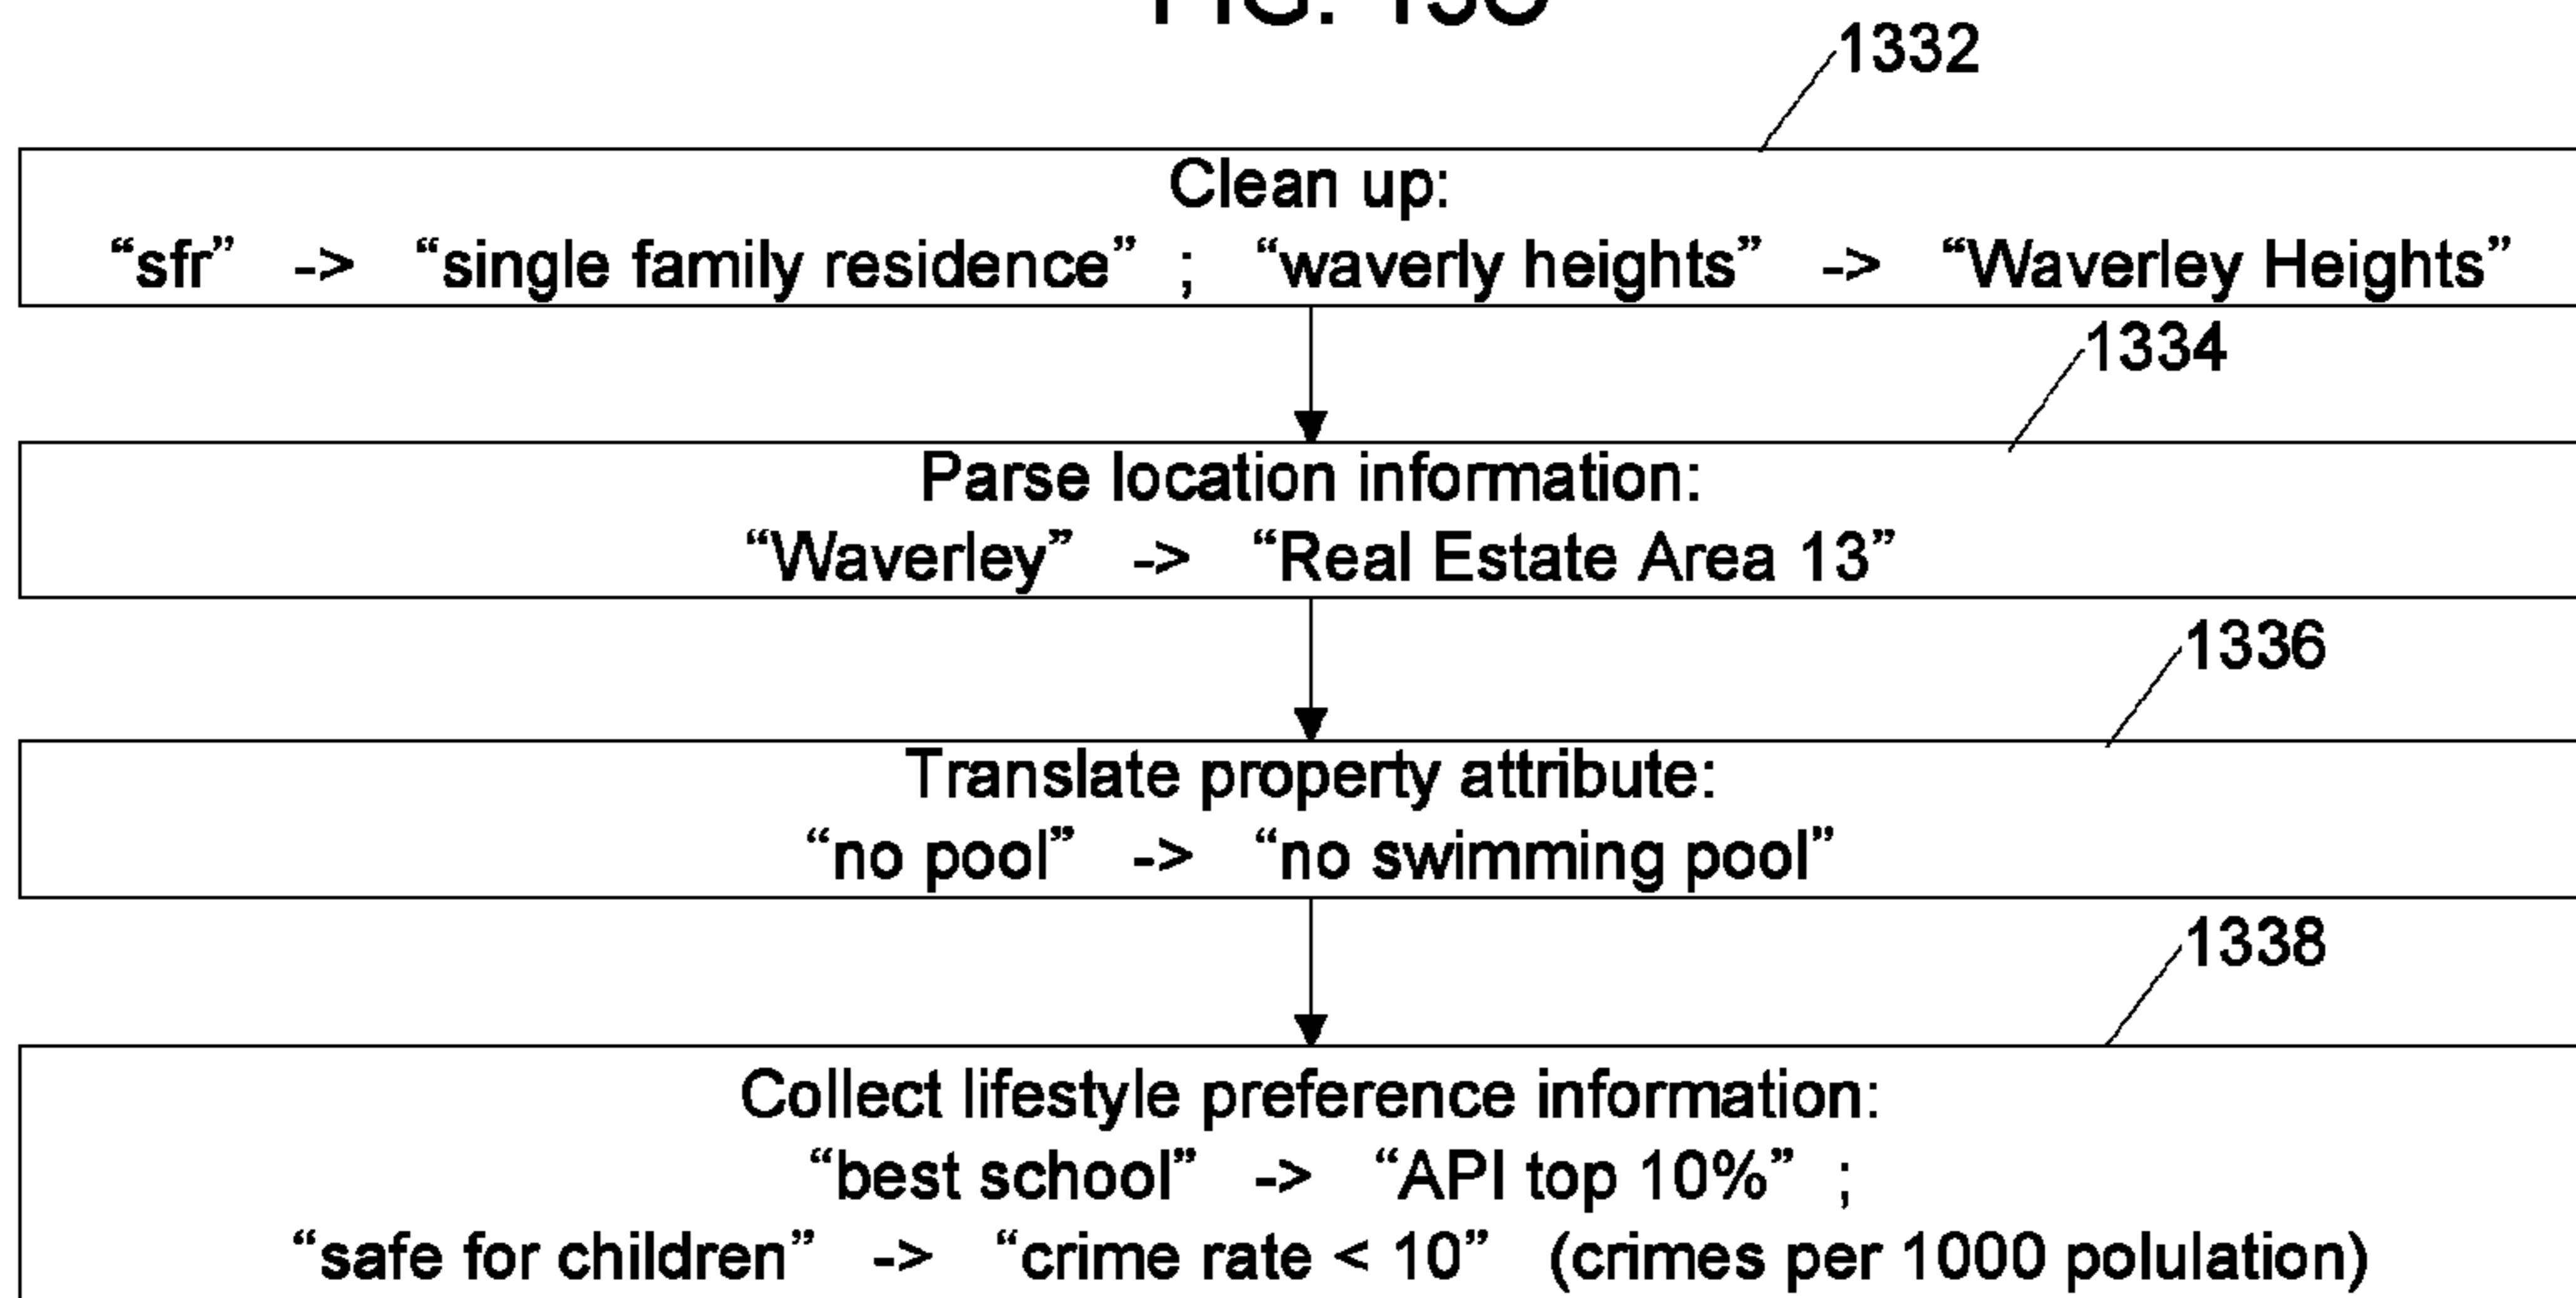 FIG. 13C
1332
Clean up:
“sfr” -> “single family residence” ; “waverly heights” -> “Waverley Heights”
1334
Parse location information:
“Waverley” -> “Real Estate Area 13”
1336
Translate property attribute:
“no pool” -> “no swimming pool”
1338
Collect lifestyle preference information:
“best school” -> “API top 10%” ;
“safe for children” -> “crime rate < 10” (crimes per 1000 polulation)